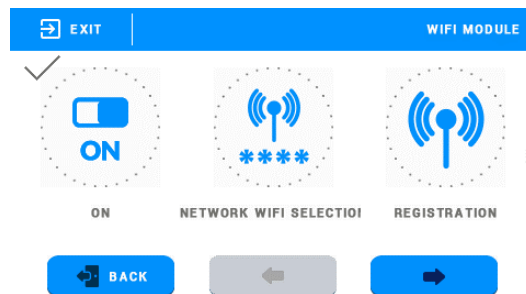 EXIT
WIFI MODULE
ON
****
ON
NETWORK WIFI SELECTIO
REGISTRATION
BACK